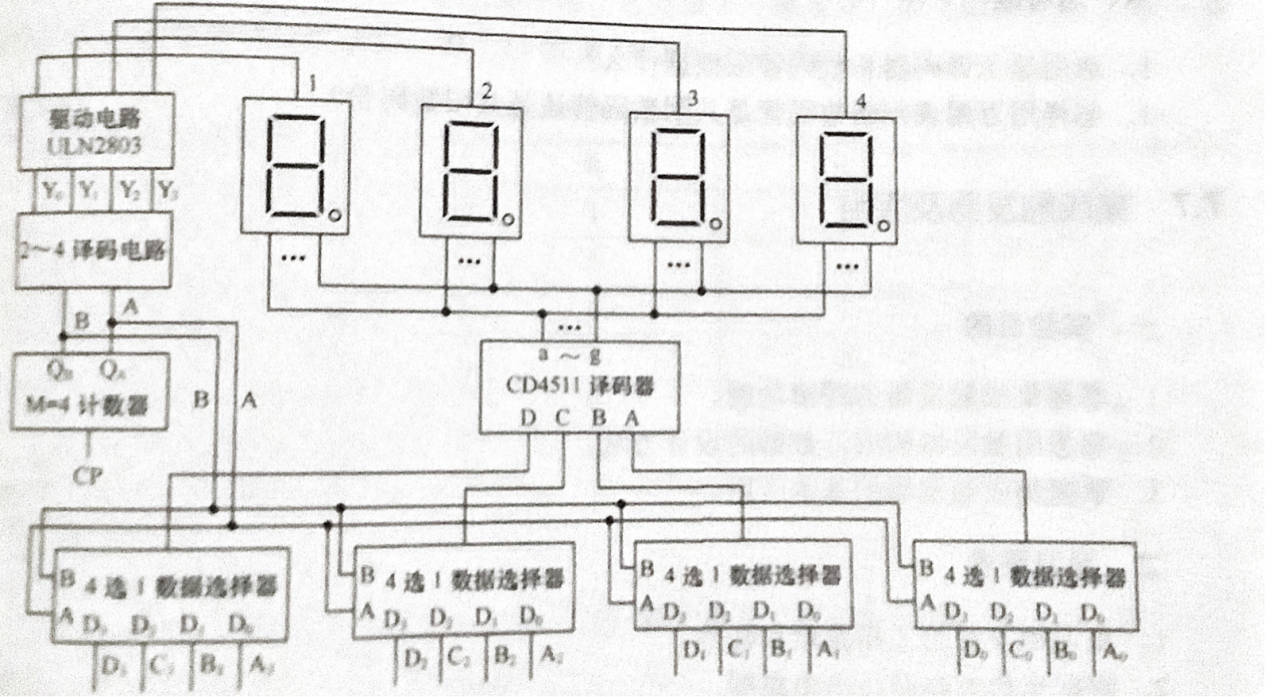 1
2
3
4
驱动电路
ULN2803
Y₀ Y₁ Y₂ Y₃
2～4 译码电路
B A
Q_B Q_A
M=4 计数器
CP
B A
a ～ g
CD4511 译码器
D C B A
B 4 选 1 数据选择器
A D₃ D₂ D₁ D₀
D₃ C₃ B₃ A₃
B 4 选 1 数据选择器
A D₃ D₂ D₁ D₀
D₂ C₂ B₂ A₂
B 4 选 1 数据选择器
A D₃ D₂ D₁ D₀
D₁ C₁ B₁ A₁
B 4 选 1 数据选择器
A D₃ D₂ D₁ D₀
D₀ C₀ B₀ A₀